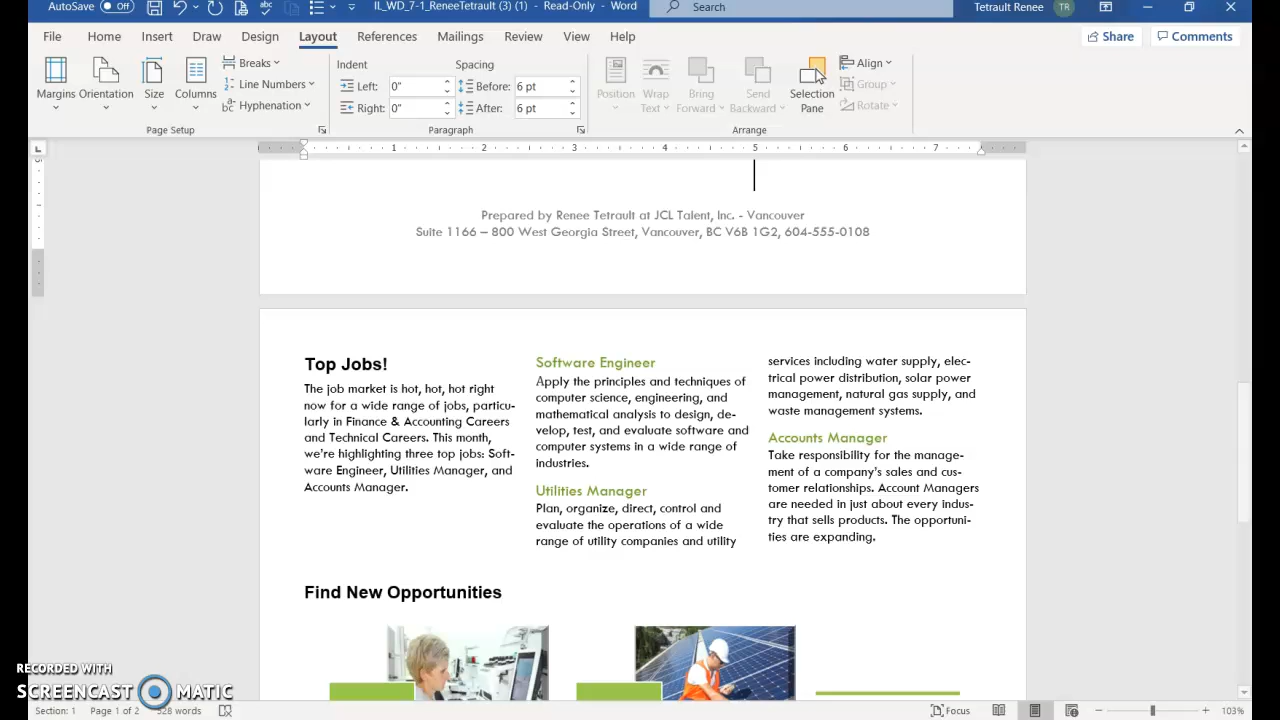 AutoSave Off IL_WD_7-1_ReneeTetrault (3) (1) - Read-Only - Word Search Tetrault Renee TR
File Home Insert Draw Design Layout References Mailings Review View Help Share Comments
Margins Orientation Size Columns
Breaks
Line Numbers
Hyphenation
Page Setup
Indent
Left: 0"
Right: 0"
Spacing
Before: 6 pt
After: 6 pt
Paragraph
Position Wrap Text Bring Forward Send Backward Selection Pane
Align
Group
Rotate
Arrange
1 2 3 4 5 6 7
Prepared by Renee Tetrault at JCL Talent, Inc. - Vancouver
Suite 1166 – 800 West Georgia Street, Vancouver, BC V6B 1G2, 604-555-0108
Top Jobs!
The job market is hot, hot, hot right
now for a wide range of jobs, particu-
larly in Finance & Accounting Careers
and Technical Careers. This month,
we're highlighting three top jobs: Soft-
ware Engineer, Utilities Manager, and
Accounts Manager.
Software Engineer
Apply the principles and techniques of
computer science, engineering, and
mathematical analysis to design, de-
velop, test, and evaluate software and
computer systems in a wide range of
industries.
Utilities Manager
Plan, organize, direct, control and
evaluate the operations of a wide
range of utility companies and utility
services including water supply, elec-
trical power distribution, solar power
management, natural gas supply, and
waste management systems.
Accounts Manager
Take responsibility for the manage-
ment of a company's sales and cus-
tomer relationships. Account Managers
are needed in just about every indus-
try that sells products. The opportuni-
ties are expanding.
Find New Opportunities
RECORDED WITH
SCREENCAST MATIC
Section: 1 Page 1 of 2 528 words Focus 103%